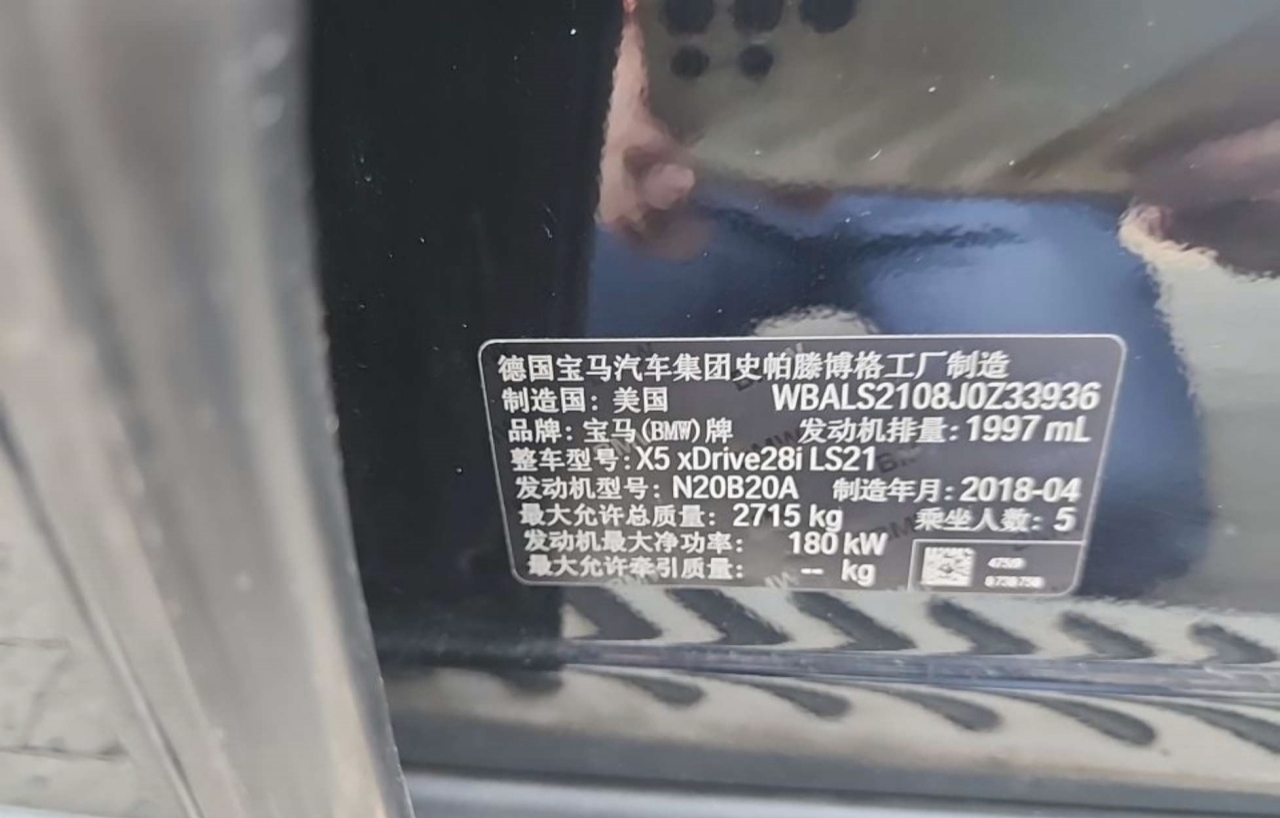 德国宝马汽车集团史帕滕博格工厂制造
制造国：美国 WBALS2108J0Z33936
品牌：宝马(BMW)牌 发动机排量：1997 mL
整车型号：X5 xDrive28i LS21
发动机型号：N20B20A 制造年月：2018-04
最大允许总质量：2715 kg 乘坐人数：5
发动机最大净功率：180 kW
最大允许牵引质量：-- kg